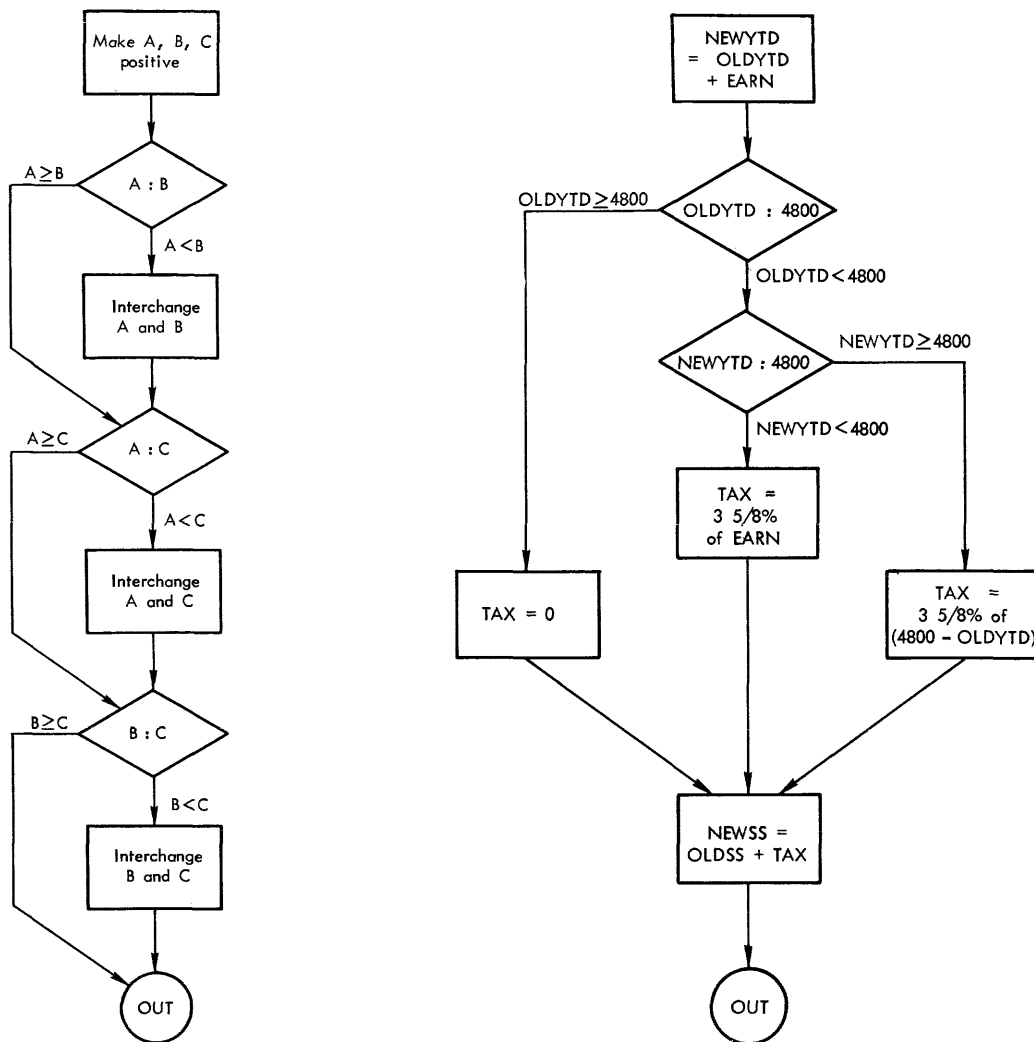 Make A, B, C
positive
A≥B
A : B
A<B
Interchange
A and B
A≥C
A : C
A<C
Interchange
A and C
B≥C
B : C
B<C
Interchange
B and C
OUT
NEWYTD
= OLDYTD
+ EARN
OLDYTD≥4800
OLDYTD : 4800
OLDYTD<4800
NEWYTD≥4800
NEWYTD : 4800
NEWYTD<4800
TAX =
3 5/8%
of EARN
TAX = 0
TAX =
3 5/8% of
(4800 – OLDYTD)
NEWSS =
OLDSS + TAX
OUT